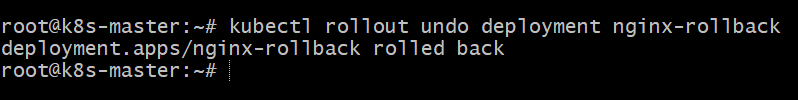 root@k8s-master:~# kubectl rollout undo deployment nginx-rollback
deployment.apps/nginx-rollback rolled back
root@k8s-master:~#